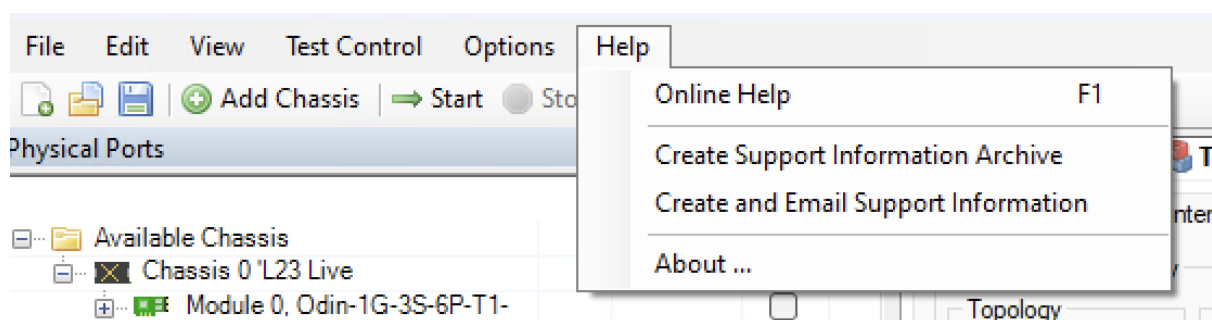 File Edit View Test Control Options Help
Add Chassis Start
Online Help F1
Physical Ports
Create Support Information Archive
Create and Email Support Information
Available Chassis
Chassis 0 'L23 Live
About ...
Module 0, Odin-1G-3S-6P-T1-
Topology